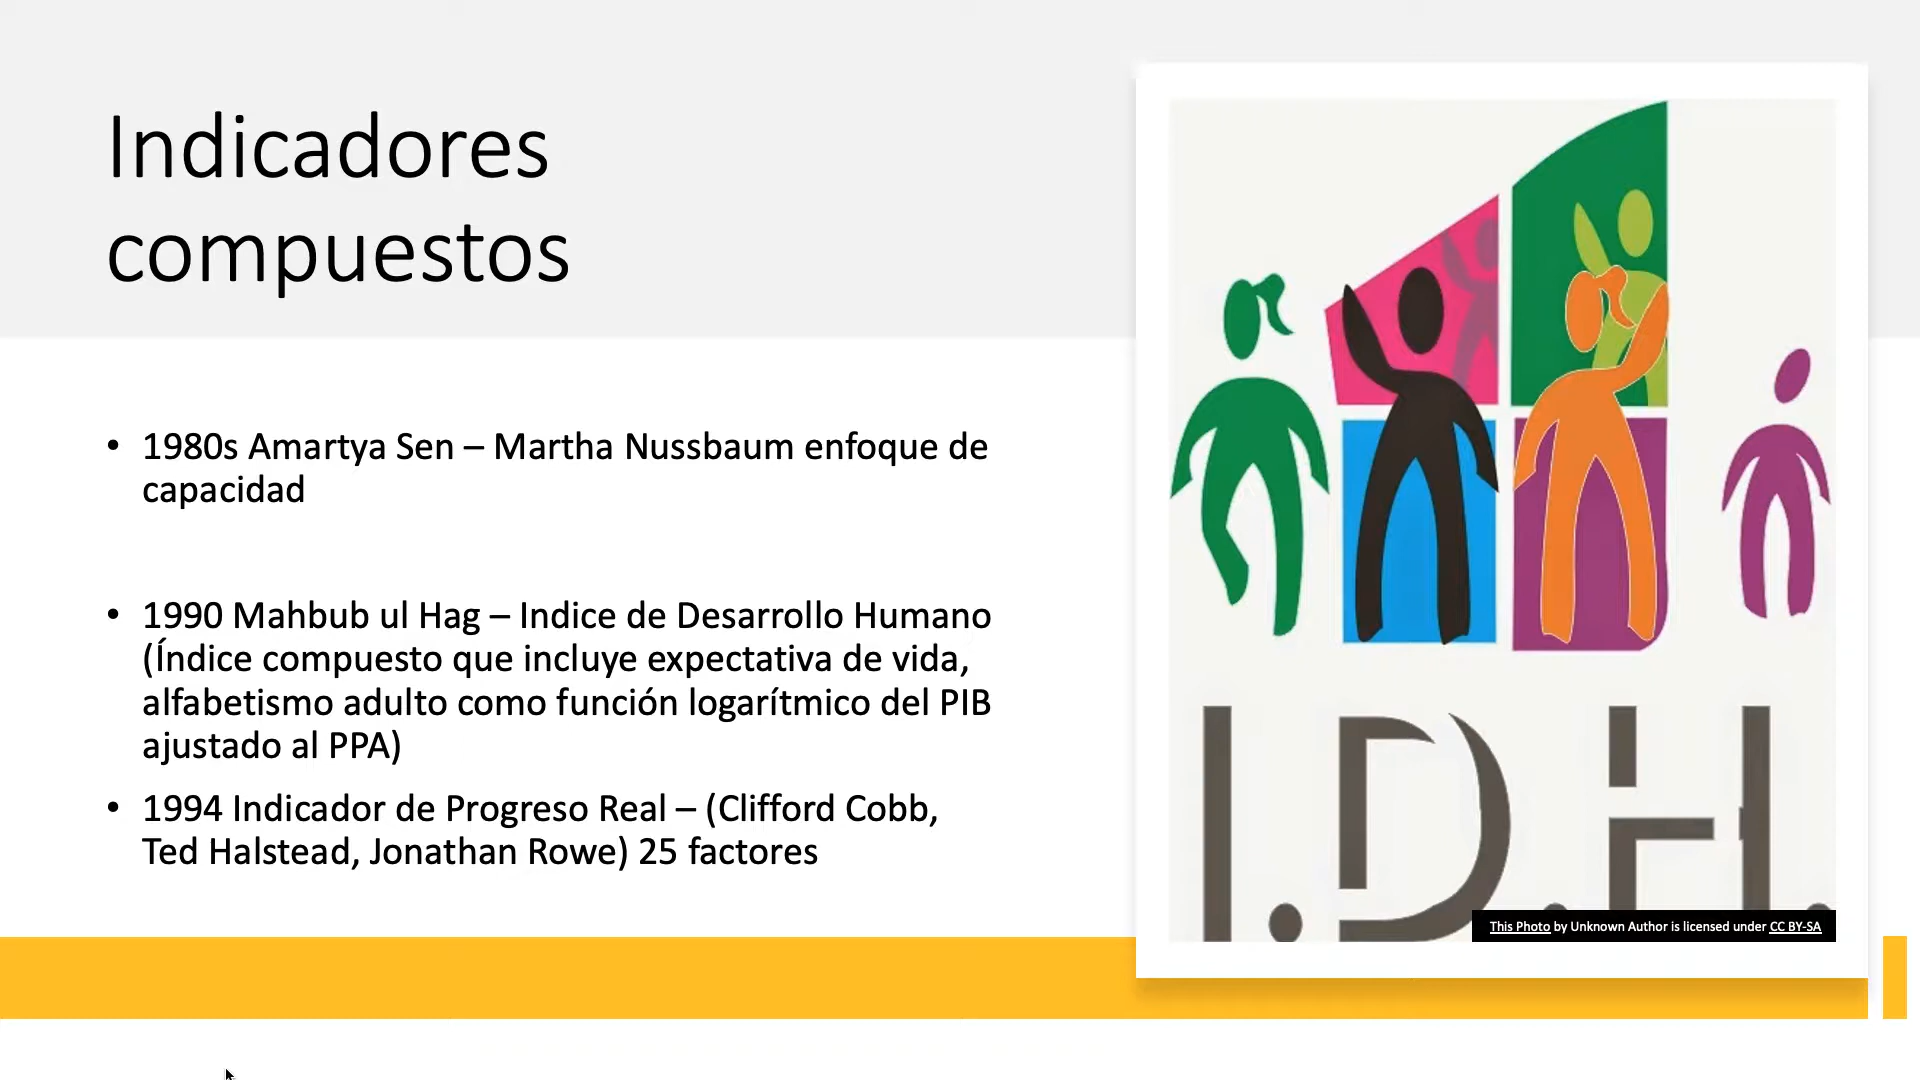 Indicadores
compuestos
• 1980s Amartya Sen – Martha Nussbaum enfoque de
capacidad
• 1990 Mahbub ul Hag – Indice de Desarrollo Humano
(Índice compuesto que incluye expectativa de vida,
alfabetismo adulto como función logarítmico del PIB
ajustado al PPA)
• 1994 Indicador de Progreso Real – (Clifford Cobb,
Ted Halstead, Jonathan Rowe) 25 factores
I.D.H.
This Photo by Unknown Author is licensed under CC BY-SA